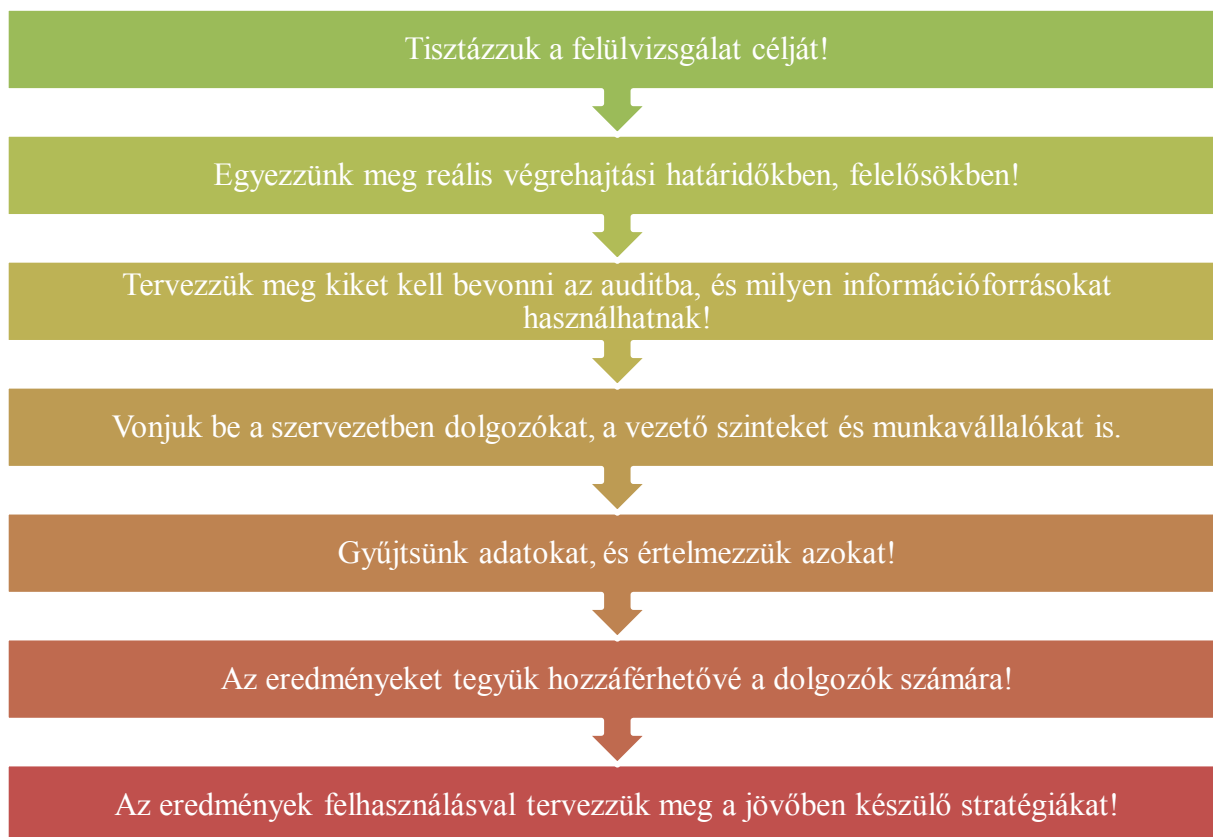 Tisztázzuk a felülvizsgálat célját!
Egyezzünk meg reális végrehajtási határidőkben, felelősökben!
Tervezzük meg kiket kell bevonni az auditba, és milyen információforrásokat
használhatnak!
Vonjuk be a szervezetben dolgozókat, a vezető szinteket és munkavállalókat is.
Gyűjtsünk adatokat, és értelmezzük azokat!
Az eredményeket tegyük hozzáférhetővé a dolgozók számára!
Az eredmények felhasználásval tervezzük meg a jövőben készülő stratégiákat!